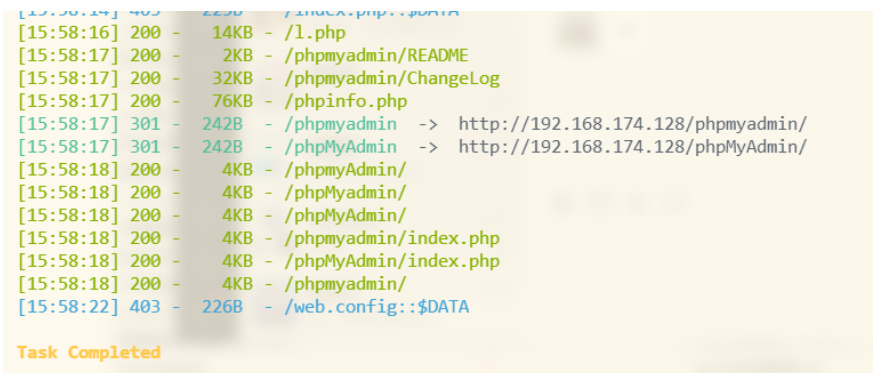 [15:58:14] 403 - 225B - /index.php::$DATA
[15:58:16] 200 - 14KB - /l.php
[15:58:17] 200 - 2KB - /phpmyadmin/README
[15:58:17] 200 - 32KB - /phpmyadmin/ChangeLog
[15:58:17] 200 - 76KB - /phpinfo.php
[15:58:17] 301 - 242B - /phpmyadmin -> http://192.168.174.128/phpmyadmin/
[15:58:17] 301 - 242B - /phpMyAdmin -> http://192.168.174.128/phpMyAdmin/
[15:58:18] 200 - 4KB - /phpmyAdmin/
[15:58:18] 200 - 4KB - /phpMyadmin/
[15:58:18] 200 - 4KB - /phpMyAdmin/
[15:58:18] 200 - 4KB - /phpmyadmin/index.php
[15:58:18] 200 - 4KB - /phpMyAdmin/index.php
[15:58:18] 200 - 4KB - /phpmyadmin/
[15:58:22] 403 - 226B - /web.config::$DATA
Task Completed